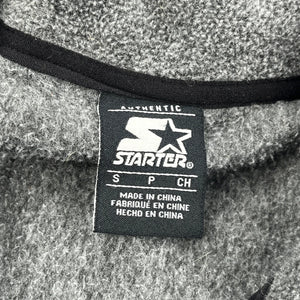 AUTHENTIC
STARTER®
S P CH
MADE IN CHINA
FABRIQUÉ EN CHINE
HECHO EN CHINA